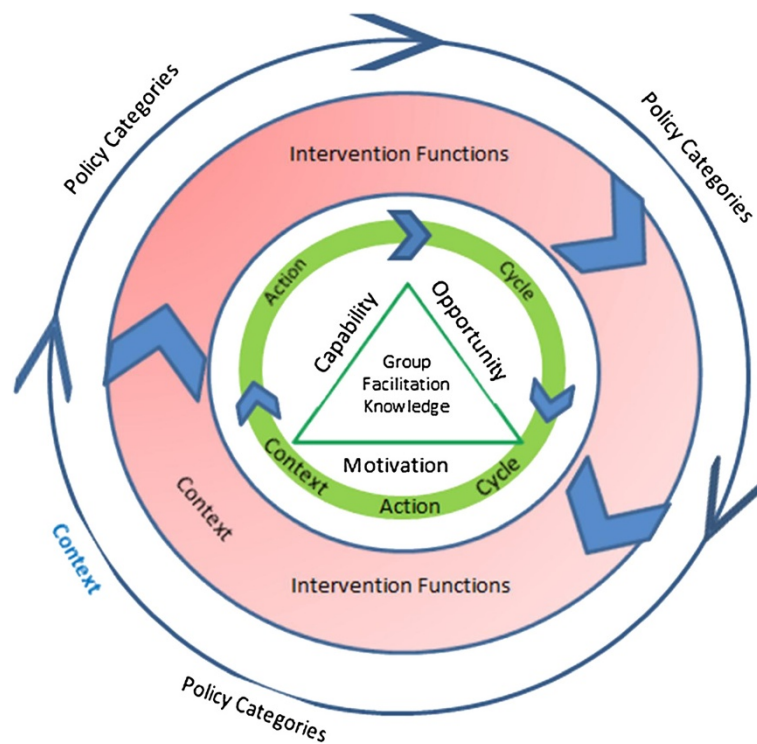 Policy Categories
Policy Categories
Intervention Functions
Action
Cycle
Capability
Opportunity
Group
Facilitation
Knowledge
Motivation
Context
Action
Cycle
Context
Intervention Functions
Context
Policy Categories